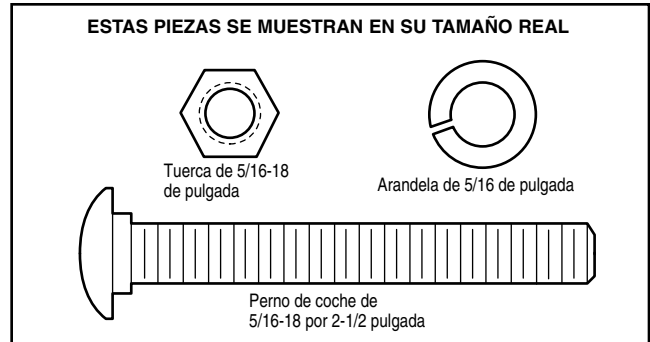 ESTAS PIEZAS SE MUESTRAN EN SU TAMAÑO REAL
Tuerca de 5/16-18
de pulgada
Arandela de 5/16 de pulgada
Perno de coche de
5/16-18 por 2-1/2 pulgada